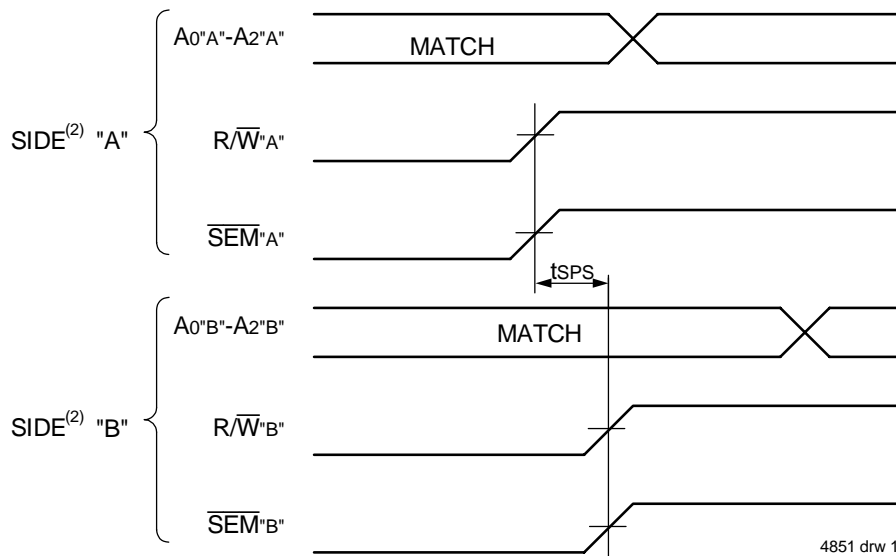 A0"A"-A2"A"
MATCH
SIDE(2) "A"
R/W"A"
SEM"A"
tSPS
A0"B"-A2"B"
MATCH
SIDE(2) "B"
R/W"B"
SEM"B"
4851 drw 1